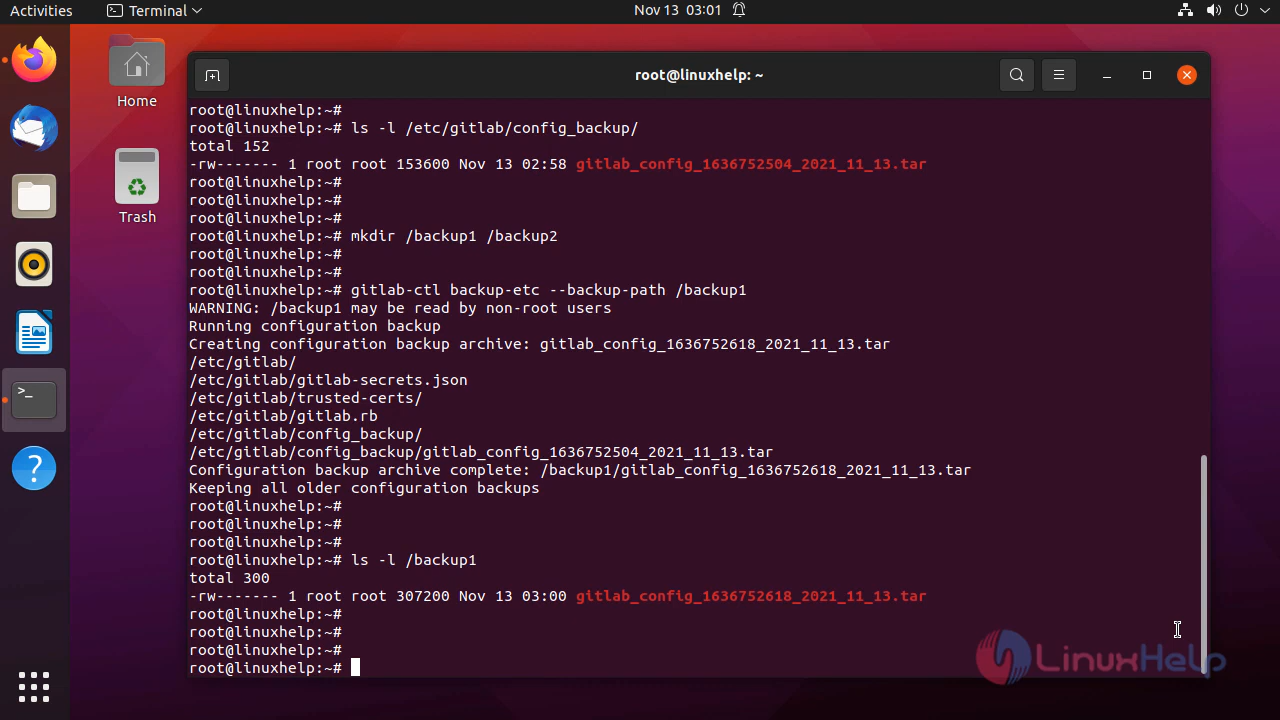 Activities
Terminal
Nov 13 03:01
Home
Trash
root@linuxhelp: ~
root@linuxhelp:~#
root@linuxhelp:~# ls -l /etc/gitlab/config_backup/
total 152
-rw------- 1 root root 153600 Nov 13 02:58 gitlab_config_1636752504_2021_11_13.tar
root@linuxhelp:~#
root@linuxhelp:~#
root@linuxhelp:~#
root@linuxhelp:~# mkdir /backup1 /backup2
root@linuxhelp:~#
root@linuxhelp:~#
root@linuxhelp:~# gitlab-ctl backup-etc --backup-path /backup1
WARNING: /backup1 may be read by non-root users
Running configuration backup
Creating configuration backup archive: gitlab_config_1636752618_2021_11_13.tar
/etc/gitlab/
/etc/gitlab/gitlab-secrets.json
/etc/gitlab/trusted-certs/
/etc/gitlab/gitlab.rb
/etc/gitlab/config_backup/
/etc/gitlab/config_backup/gitlab_config_1636752504_2021_11_13.tar
Configuration backup archive complete: /backup1/gitlab_config_1636752618_2021_11_13.tar
Keeping all older configuration backups
root@linuxhelp:~#
root@linuxhelp:~#
root@linuxhelp:~#
root@linuxhelp:~# ls -l /backup1
total 300
-rw------- 1 root root 307200 Nov 13 03:00 gitlab_config_1636752618_2021_11_13.tar
root@linuxhelp:~#
root@linuxhelp:~#
root@linuxhelp:~#
root@linuxhelp:~#
LinuxHelp